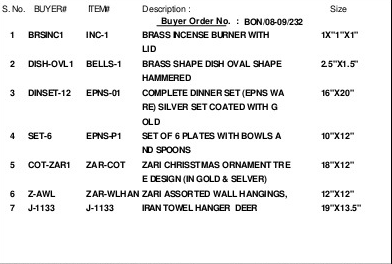 S. No. BUYER# ITEM# Description : Size
Buyer Order No. : BON/08-09/232
1 BRSINC1 INC-1 BRASS INCENSE BURNER WITH 1X"1"X1"
LID
2 DISH-OVL1 BELLS-1 BRASS SHAPE DISH OVAL SHAPE 2.5"X1.5"
HAMMERED
3 DINSET-12 EPNS-01 COMPLETE DINNER SET (EPNS WA 16"X20"
RE) SILVER SET COATED WITH G
OLD
4 SET-6 EPNS-P1 SET OF 6 PLATES WITH BOWLS A 10"X12"
ND SPOONS
5 COT-ZAR1 ZAR-COT ZARI CHRISSTMAS ORNAMENT TRE 18"X12"
E DESIGN (IN GOLD & SELVER)
6 Z-AWL ZAR-WLHAN ZARI ASSORTED WALL HANGINGS, 12"X12"
7 J-1133 J-1133 IRAN TOWEL HANGER DEER 19"X13.5"